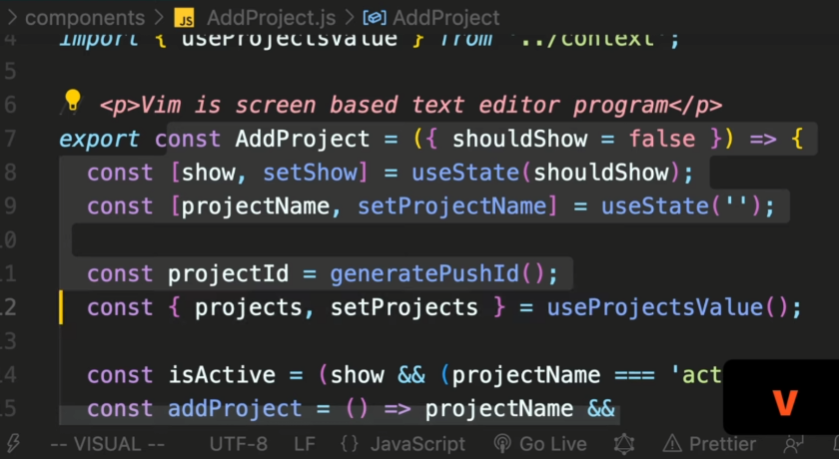 components > JS AddProject.js > AddProject
4 import { useProjectsValue } from '../context';
5
6 // <p>Vim is screen based text editor program</p>
7 export const AddProject = ({ shouldShow = false }) => {
8 const [show, setShow] = useState(shouldShow);
9 const [projectName, setProjectName] = useState('');
10
11 const projectId = generatePushId();
12 const { projects, setProjects } = useProjectsValue();
13
14 const isActive = (show && (projectName === 'act
15 const addProject = () => projectName &&
v
-- VISUAL -- UTF-8 LF {} JavaScript Go Live Prettier